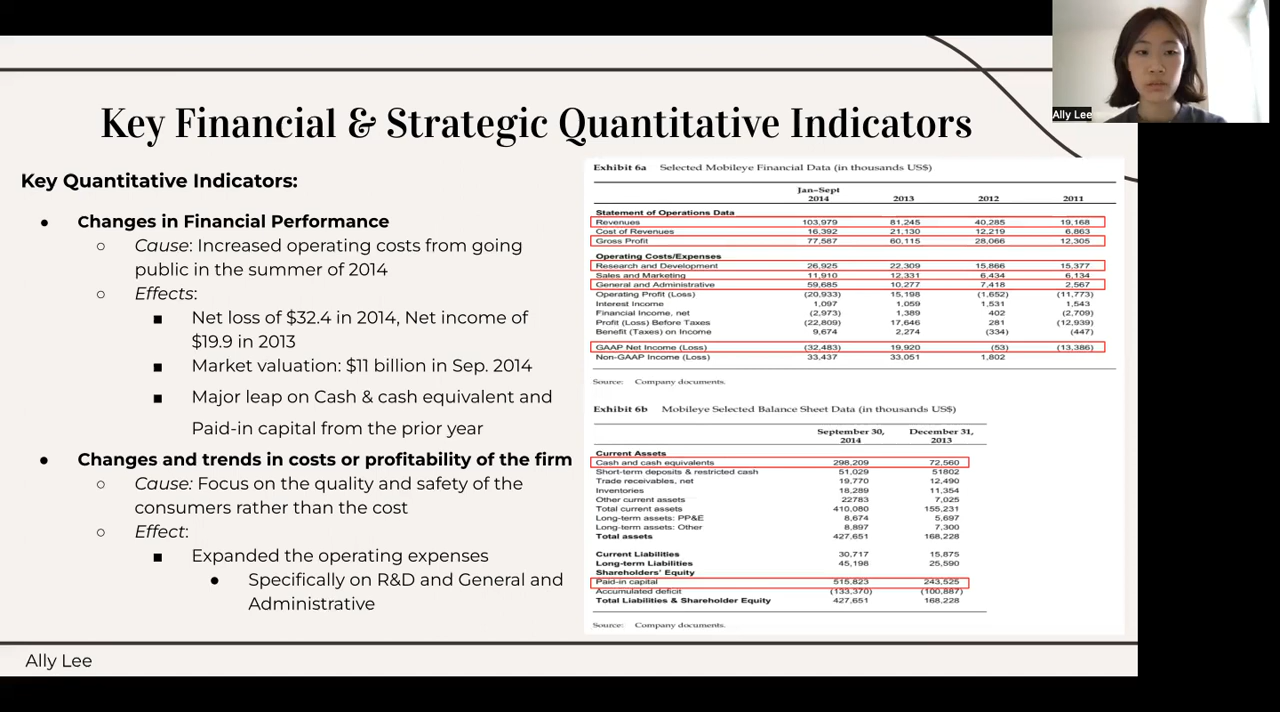 Ally Lee
Key Financial & Strategic Quantitative Indicators
Key Quantitative Indicators:
● Changes in Financial Performance
○ Cause: Increased operating costs from going
public in the summer of 2014
○ Effects:
■ Net loss of $32.4 in 2014, Net income of
$19.9 in 2013
■ Market valuation: $11 billion in Sep. 2014
■ Major leap on Cash & cash equivalent and
Paid-in capital from the prior year
● Changes and trends in costs or profitability of the firm
○ Cause: Focus on the quality and safety of the
consumers rather than the cost
○ Effect:
■ Expanded the operating expenses
● Specifically on R&D and General and
Administrative
Exhibit 6a Selected Mobileye Financial Data (in thousands US$)
Jan–Sept
2014 2013 2012 2011
Statement of Operations Data
Revenues 103,979 81,245 40,285 19,168
Cost of Revenues 16,392 21,130 12,219 6,863
Gross Profit 77,587 60,115 28,066 12,305
Operating Costs/Expenses
Research and Development 26,925 22,309 15,866 15,377
Sales and Marketing 11,910 12,331 6,434 6,134
General and Administrative 59,685 10,277 7,418 2,567
Operating Profit (Loss) (20,933) 15,198 (1,652) (11,773)
Interest Income 1,097 1,059 1,531 1,543
Financial Income, net (2,973) 1,389 402 (2,709)
Profit (Loss) Before Taxes (22,809) 17,646 281 (12,939)
Benefit (Taxes) on Income 9,674 2,274 (334) (447)
GAAP Net Income (Loss) (32,483) 19,920 (53) (13,386)
Non-GAAP Income (Loss) 33,437 33,051 1,802
Source: Company documents.
Exhibit 6b Mobileye Selected Balance Sheet Data (in thousands US$)
September 30, December 31,
2014 2013
Current Assets
Cash and cash equivalents 298,209 72,560
Short-term deposits & restricted cash 51,029 51802
Trade receivables, net 19,770 12,490
Inventories 18,289 11,354
Other current assets 22783 7,025
Total current assets 410,080 155,231
Long-term assets: PP&E 8,674 5,697
Long-term assets: Other 8,897 7,300
Total assets 427,651 168,228
Current Liabilities 30,717 15,875
Long-term Liabilities 45,198 25,590
Shareholders' Equity
Paid-in capital 515,823 243,525
Accumulated deficit (133,370) (100,887)
Total Liabilities & Shareholder Equity 427,651 168,228
Source: Company documents.
Ally Lee